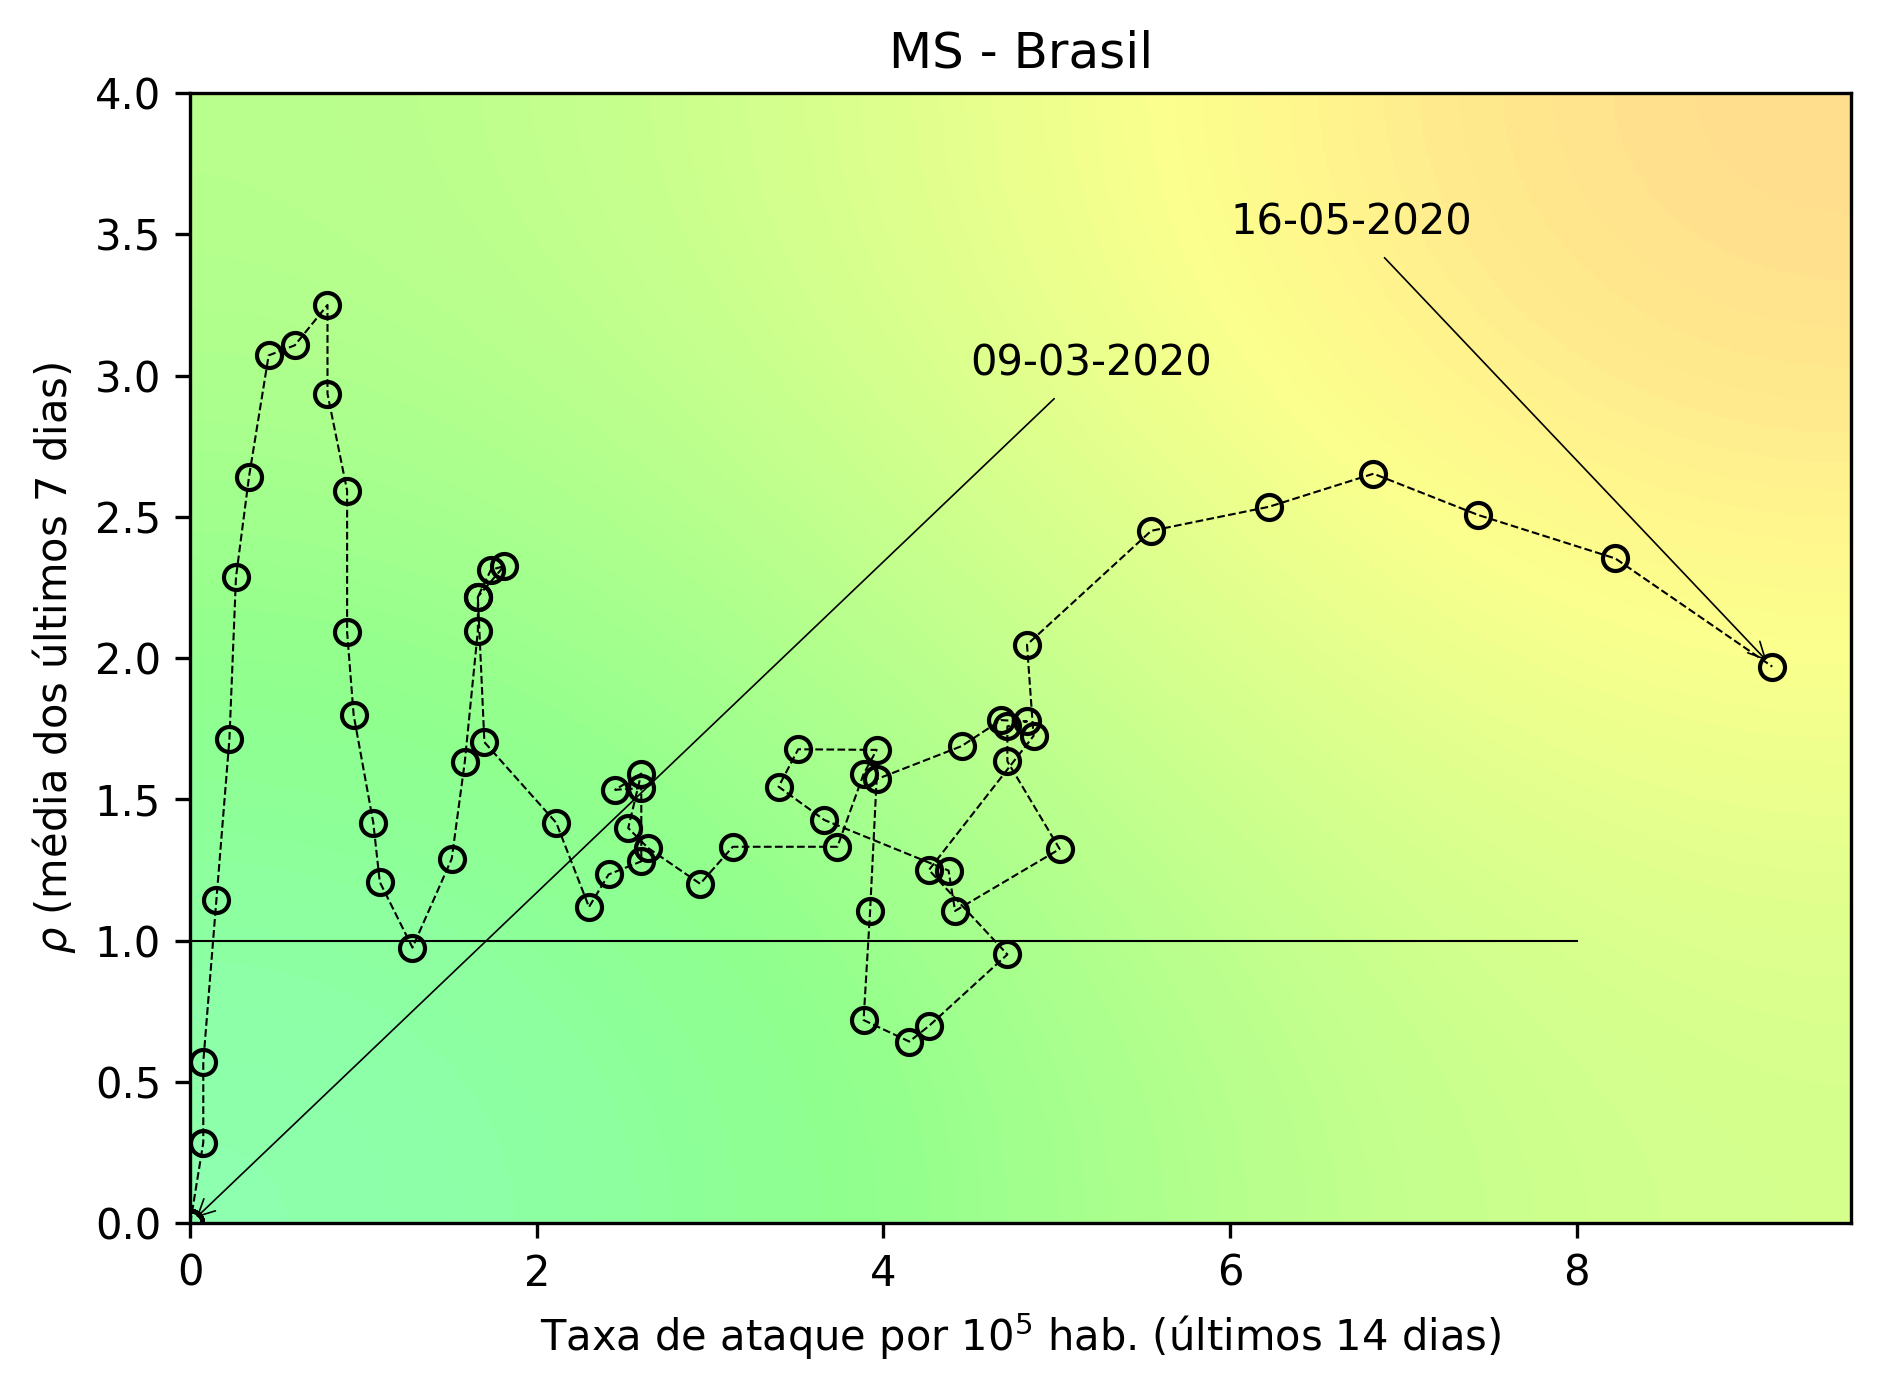 MS - Brasil
4.0
3.5
3.0
2.5
2.0
1.5
1.0
0.5
0.0
ρ (média dos últimos 7 dias)
16-05-2020
09-03-2020
0 2 4 6 8
Taxa de ataque por 10⁵ hab. (últimos 14 dias)